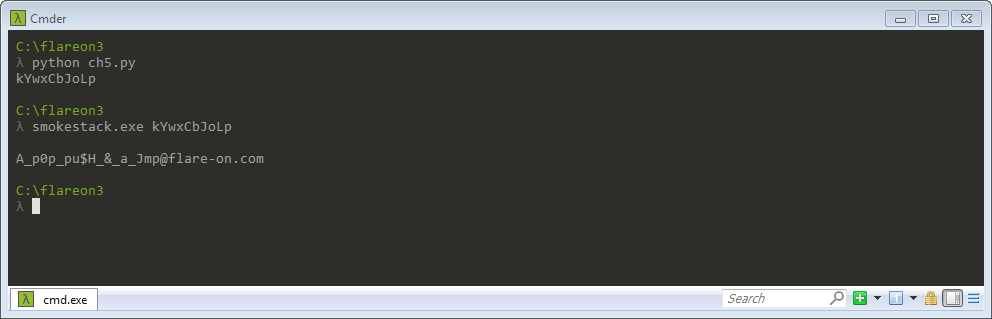 Cmder
C:\flareon3
λ python ch5.py
kYwxCbJoLp
C:\flareon3
λ smokestack.exe kYwxCbJoLp
A_p0p_pu$H_&_a_Jmp@flare-on.com
C:\flareon3
λ
λ cmd.exe
Search